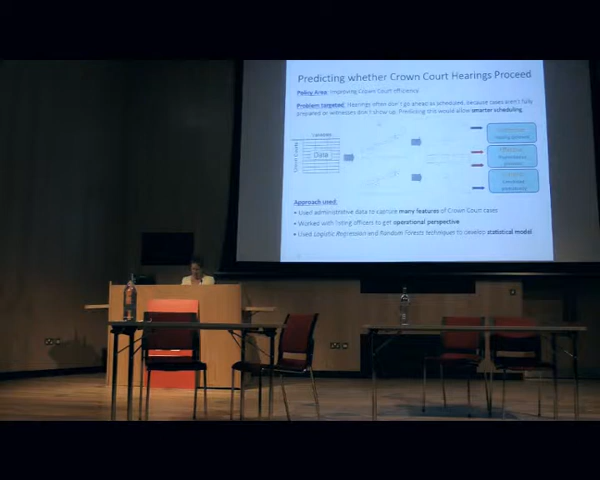 Predicting whether Crown Court Hearings Proceed
Policy Area: Improving Crown Court efficiency
Problem targeted: Hearings often don't go ahead as scheduled, because cases aren't fully
prepared or witnesses don't show up. Predicting this would allow smarter scheduling.
Data
Approach used:
• Used administrative data to capture many features of Crown Court cases
• Worked with listing officers to get operational perspective
• Used Logistic Regression and Random Forests techniques to develop statistical model